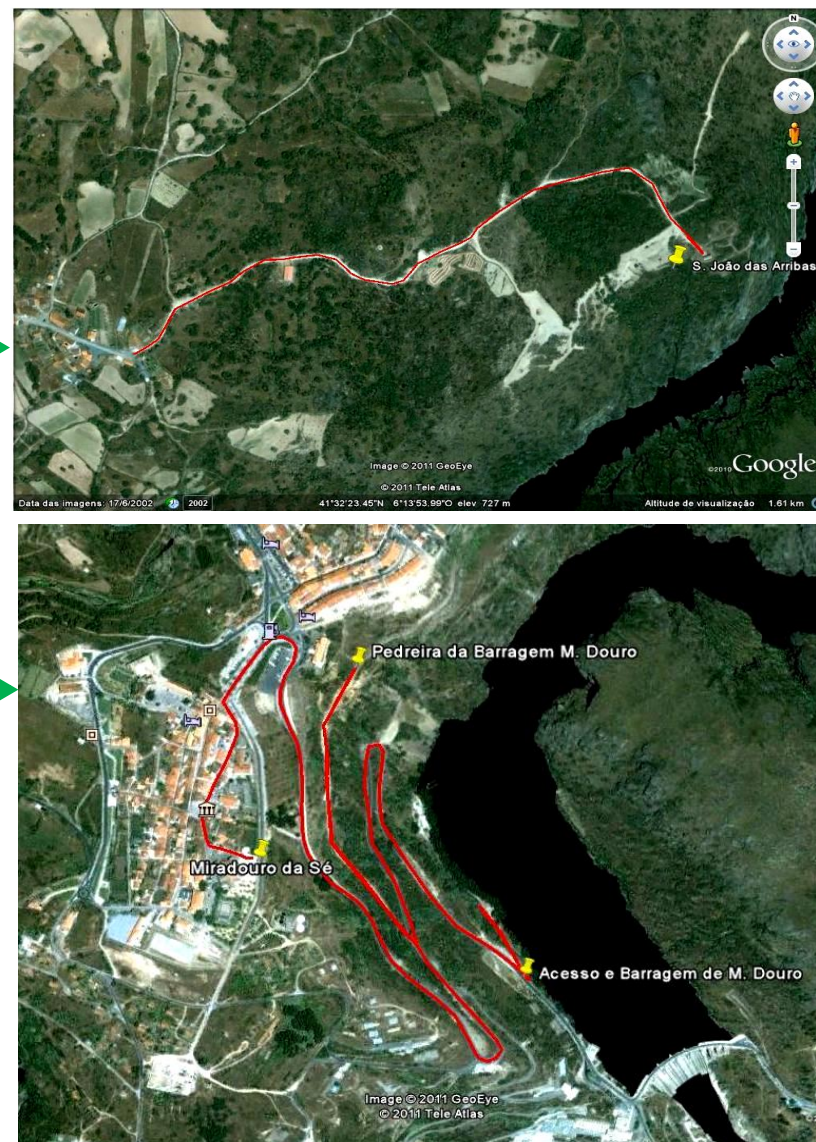 N
S. João das Arribas
Image © 2011 GeoEye
© 2011 Tele Atlas
©2010 Google
Data das imagens: 17/6/2002 2002 41°32'23.45"N 6°13'53.99"O elev 727 m Altitude de visualização 1.61 km
Pedreira da Barragem M. Douro
Miradouro da Sé
Acesso e Barragem de M. Douro
Image © 2011 GeoEye
© 2011 Tele Atlas